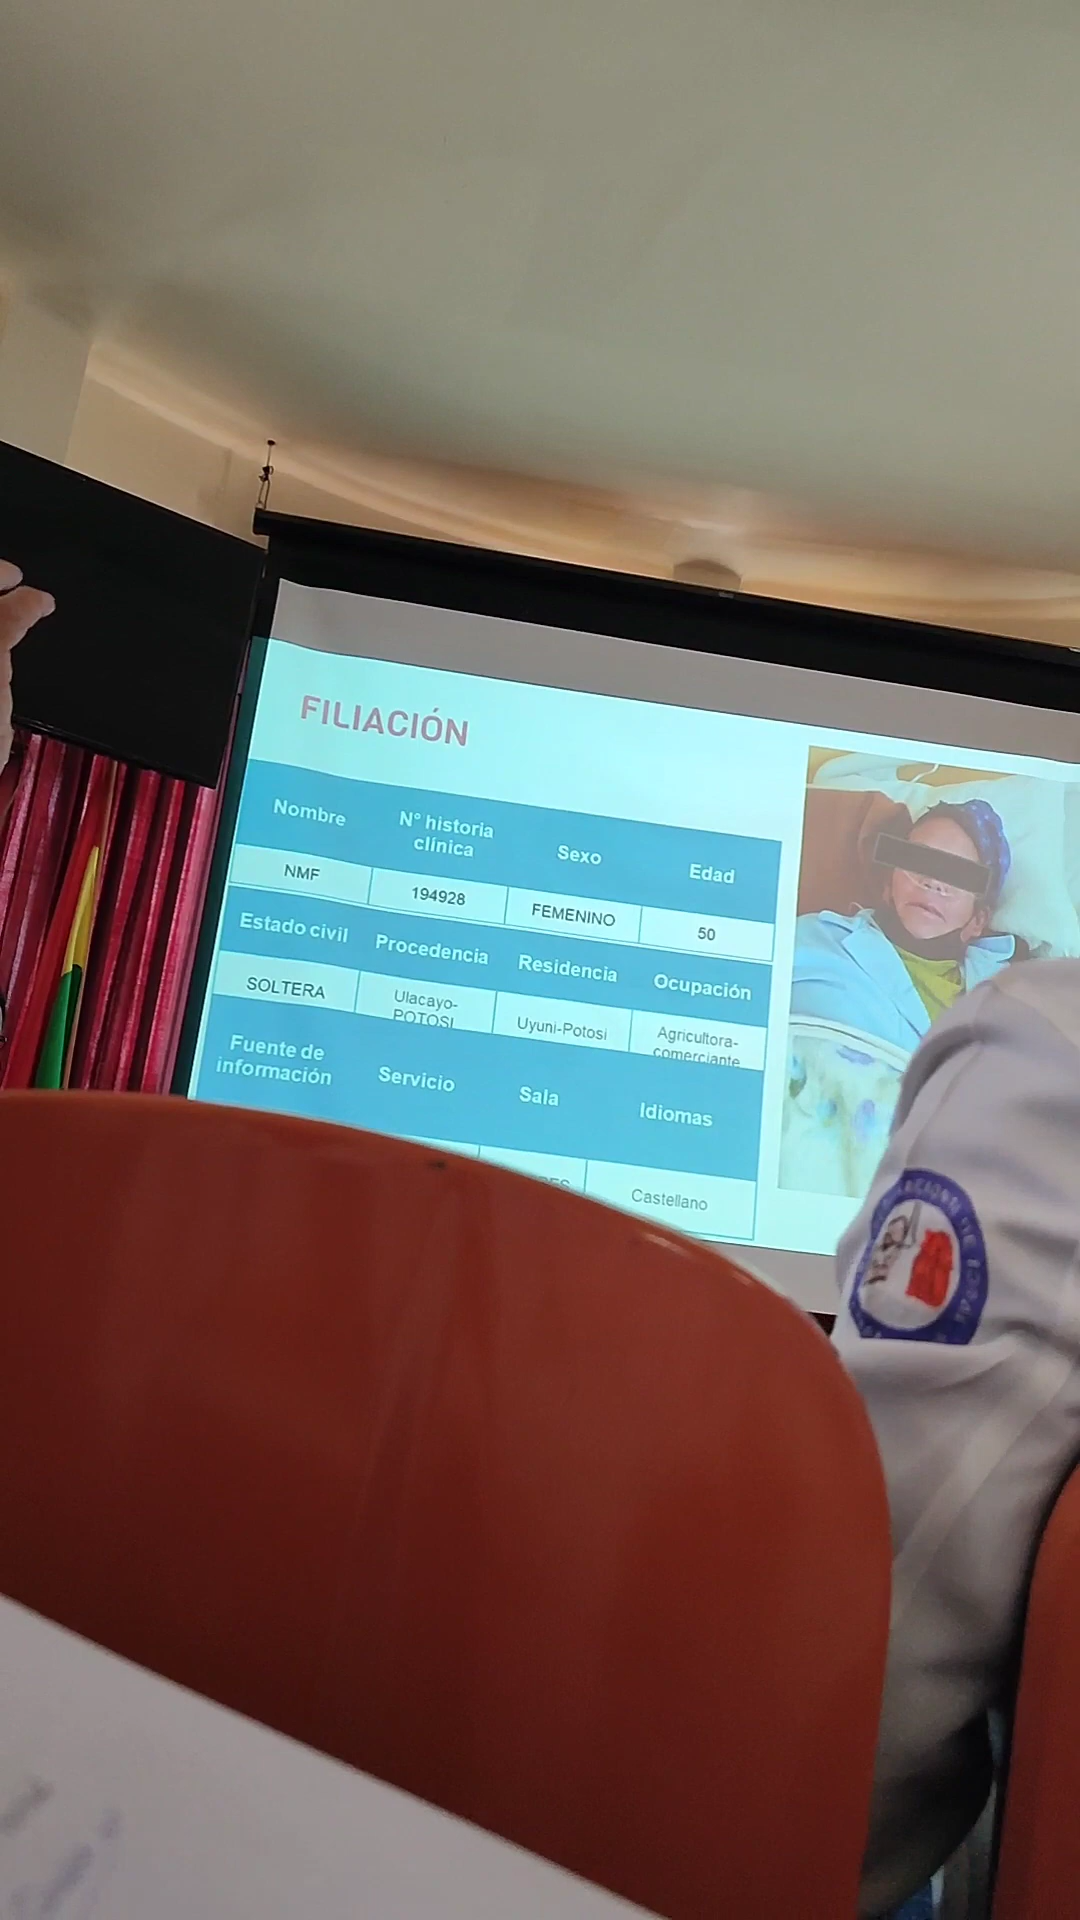 FILIACIÓN
Nombre
N° historia
clínica
Sexo
Edad
NMF
194928
FEMENINO
50
Estado civil
Procedencia
Residencia
Ocupación
SOLTERA
Ulacayo-
POTOSI
Uyuni-Potosi
Agricultora-
comerciante
Fuente de
información
Servicio
Sala
Idiomas
Castellano